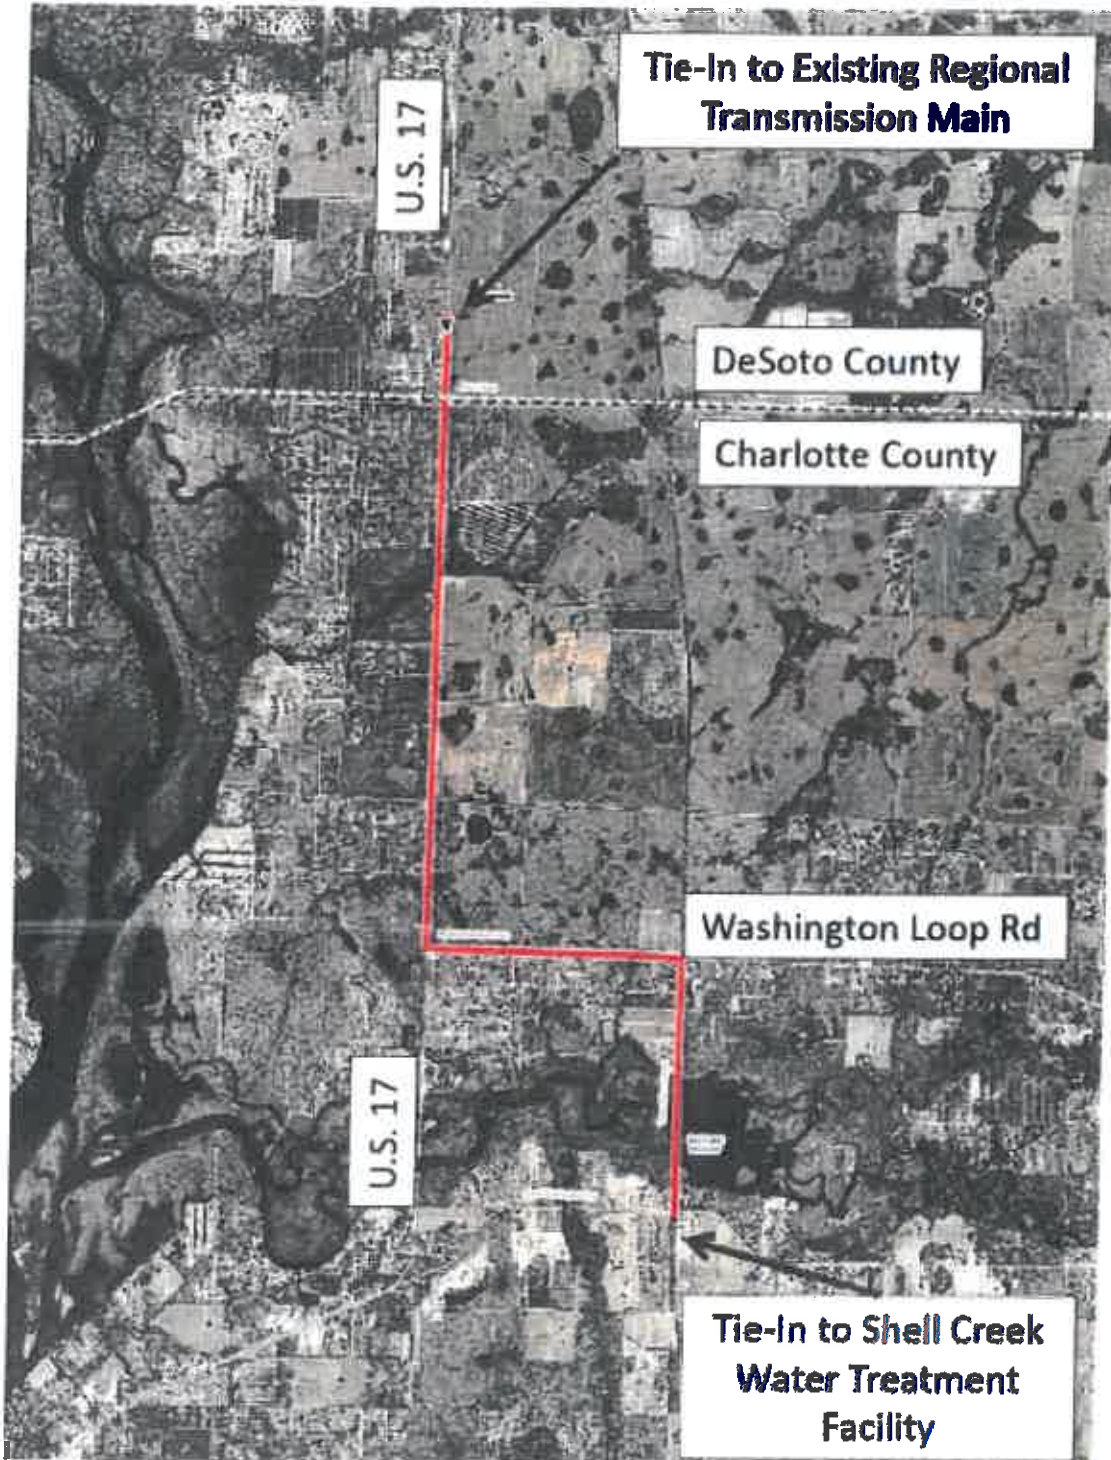 Tie-In to Existing Regional
Transmission Main
U.S. 17
DeSoto County
Charlotte County
Washington Loop Rd
U.S. 17
Tie-In to Shell Creek
Water Treatment
Facility